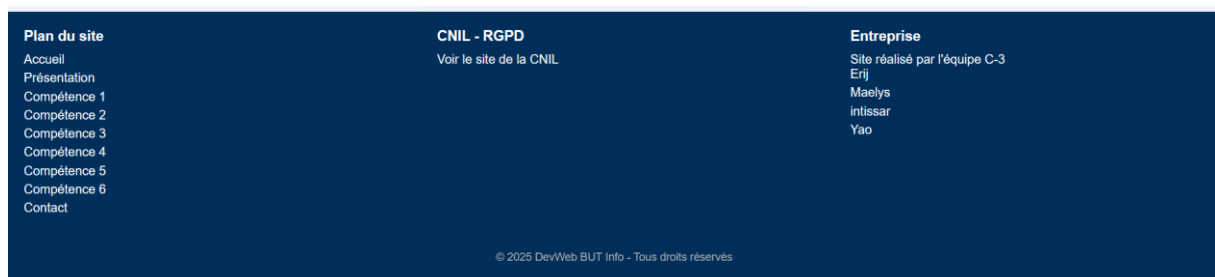 Plan du site
Accueil
Présentation
Compétence 1
Compétence 2
Compétence 3
Compétence 4
Compétence 5
Compétence 6
Contact
CNIL - RGPD
Voir le site de la CNIL
Entreprise
Site réalisé par l'équipe C-3
Erij
Maelys
intissar
Yao
© 2025 DevWeb BUT Info - Tous droits réservés